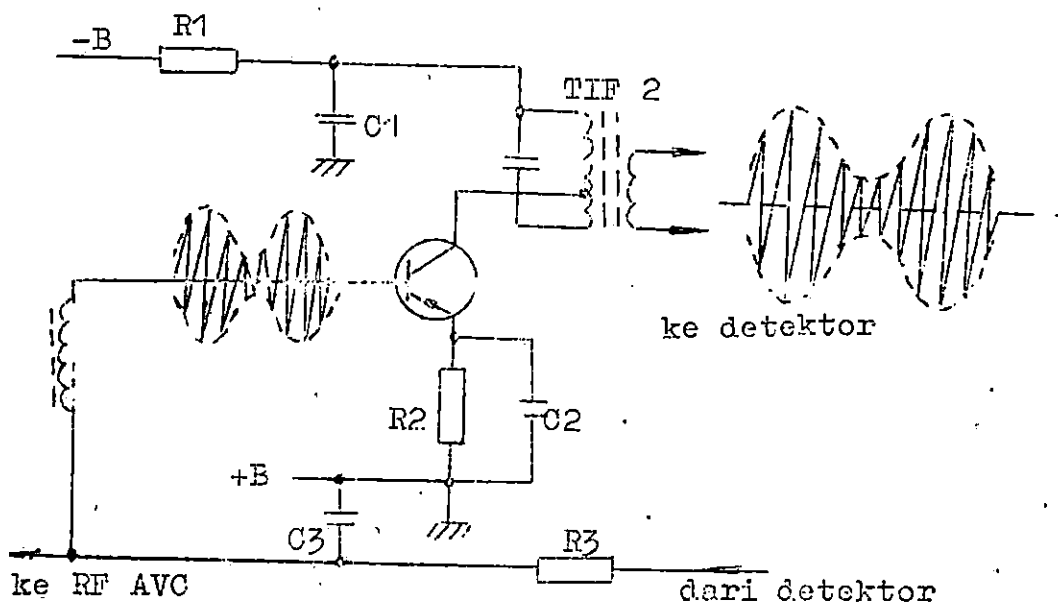 -B
R1
C1
TIF 2
ke detektor
R2
C2
+B
C3
R3
ke RF AVC
dari detektor